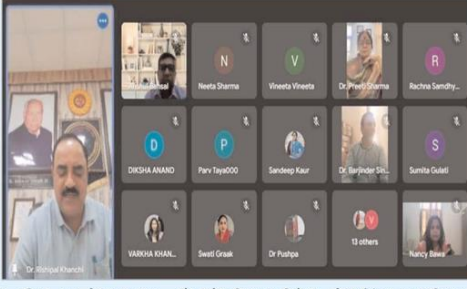 Neeta Sharma
Vineeta Vineeta
Dr. Preeti Sharma
Rachna Samdhy...
DIKSHA ANAND
Parv Taya000
Sandeep Kaur
Dr. Barjinder Sin...
Sumita Gulati
VARKHA KHAN...
Swati Graak
Dr Pushpa
13 others
Nancy Bawa
Dr. Rishipal Khanchi
N
V
R
D
P
S
V